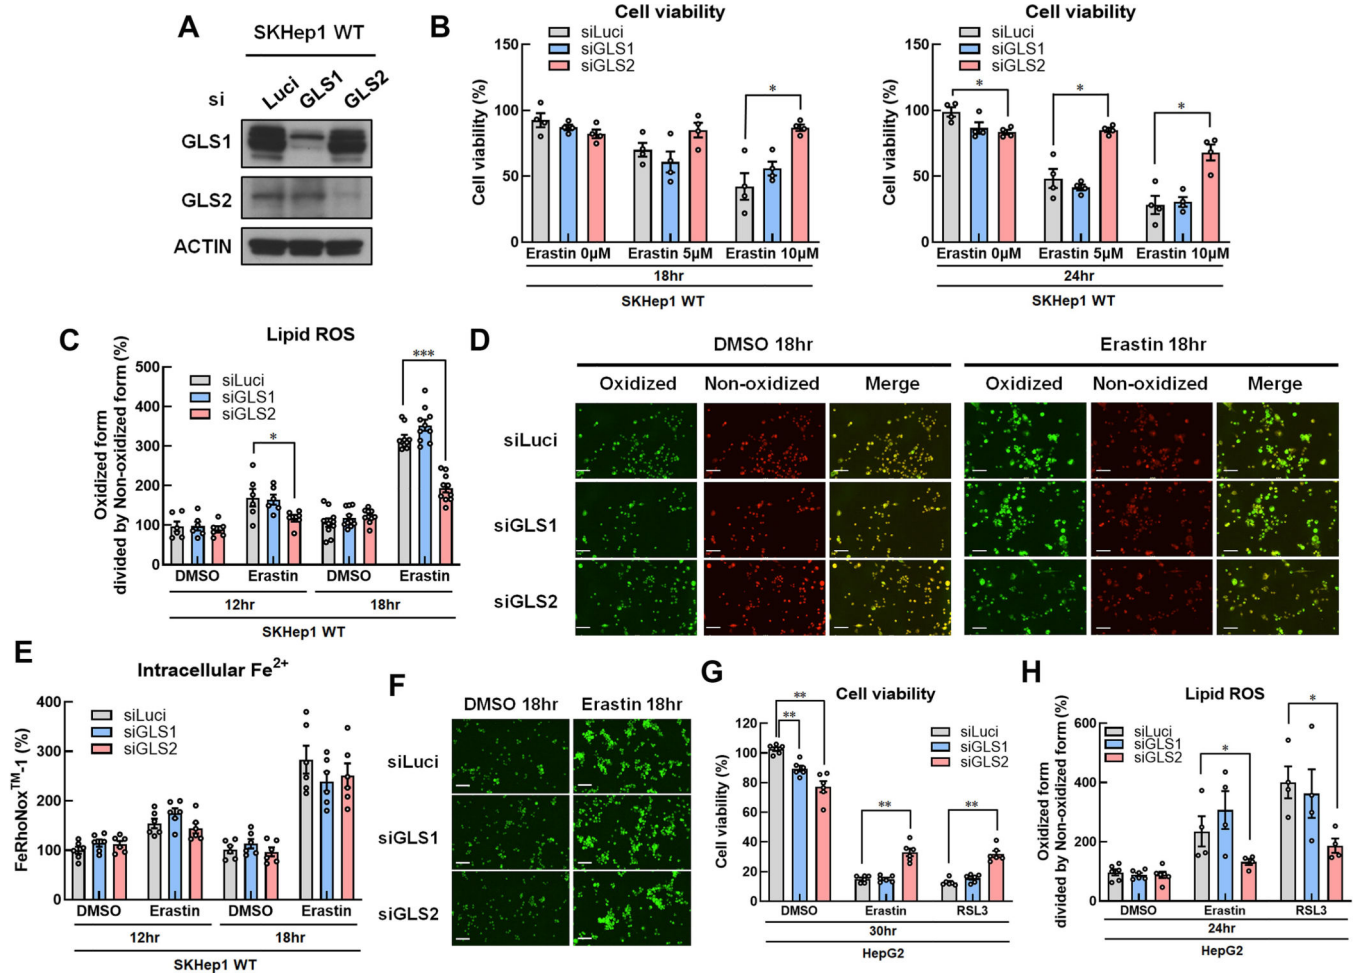 A
SKHep1 WT
si
Luci
GLS1
GLS2
GLS1
GLS2
ACTIN
B
Cell viability
siLuci
siGLS1
siGLS2
Cell viability (%)
150
100
50
0
*
Erastin 0μM
Erastin 5μM
Erastin 10μM
18hr
SKHep1 WT
Cell viability
siLuci
siGLS1
siGLS2
Cell viability (%)
150
100
50
0
*
*
*
Erastin 0μM
Erastin 5μM
Erastin 10μM
24hr
SKHep1 WT
C
Lipid ROS
Oxidized form
divided by Non-oxidized form (%)
500
400
300
200
100
0
siLuci
siGLS1
siGLS2
*
***
DMSO
Erastin
DMSO
Erastin
12hr
18hr
SKHep1 WT
D
DMSO 18hr
Erastin 18hr
Oxidized
Non-oxidized
Merge
Oxidized
Non-oxidized
Merge
siLuci
siGLS1
siGLS2
E
Intracellular Fe2+
FeRhoNox™-1 (%)
400
300
200
100
0
siLuci
siGLS1
siGLS2
DMSO
Erastin
DMSO
Erastin
12hr
18hr
SKHep1 WT
F
DMSO 18hr
Erastin 18hr
siLuci
siGLS1
siGLS2
G
Cell viability
Cell viability (%)
120
100
80
60
40
20
0
**
**
**
**
siLuci
siGLS1
siGLS2
DMSO
Erastin
RSL3
30hr
HepG2
H
Lipid ROS
Oxidized form
divided by Non-oxidized form(%)
600
400
200
0
siLuci
siGLS1
siGLS2
*
*
DMSO
Erastin
RSL3
24hr
HepG2